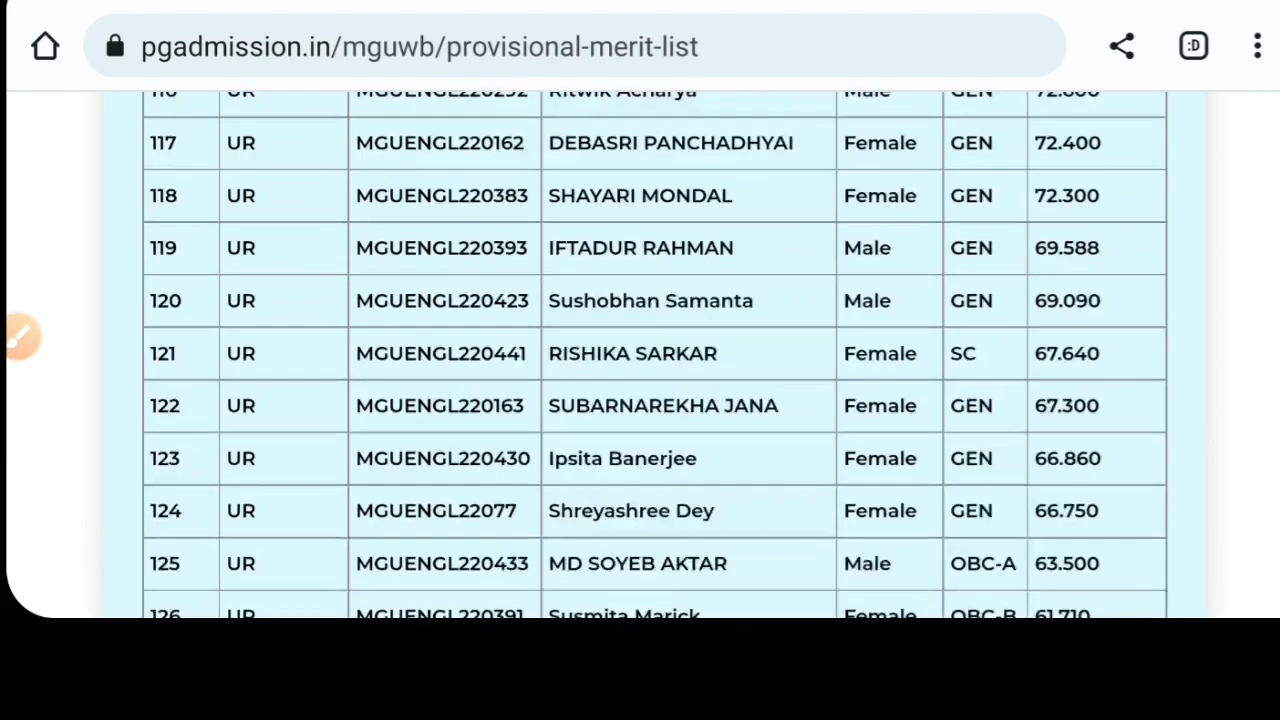 pgadmission.in/mguwb/provisional-merit-list
:D
116 UR MGUENGL220292 Ritwik Acharya Male GEN 72.600
117 UR MGUENGL220162 DEBASRI PANCHADHYAI Female GEN 72.400
118 UR MGUENGL220383 SHAYARI MONDAL Female GEN 72.300
119 UR MGUENGL220393 IFTADUR RAHMAN Male GEN 69.588
120 UR MGUENGL220423 Sushobhan Samanta Male GEN 69.090
121 UR MGUENGL220441 RISHIKA SARKAR Female SC 67.640
122 UR MGUENGL220163 SUBARNAREKHA JANA Female GEN 67.300
123 UR MGUENGL220430 Ipsita Banerjee Female GEN 66.860
124 UR MGUENGL22077 Shreyashree Dey Female GEN 66.750
125 UR MGUENGL220433 MD SOYEB AKTAR Male OBC-A 63.500
126 UR MGUENGL220391 Susmita Marick Female OBC-B 61.710